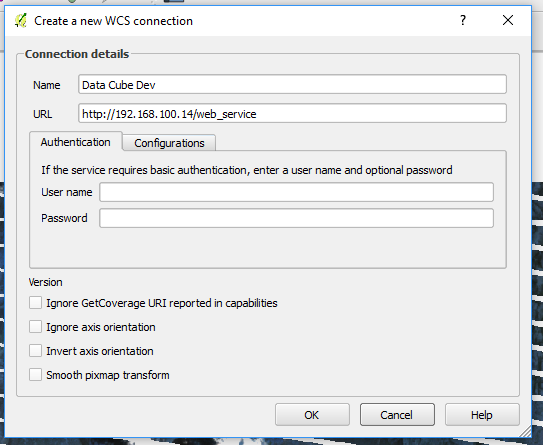 Create a new WCS connection
?
Connection details
Name Data Cube Dev
URL http://192.168.100.14/web_service
Authentication Configurations
If the service requires basic authentication, enter a user name and optional password
User name
Password
Version
Ignore GetCoverage URI reported in capabilities
Ignore axis orientation
Invert axis orientation
Smooth pixmap transform
OK Cancel Help